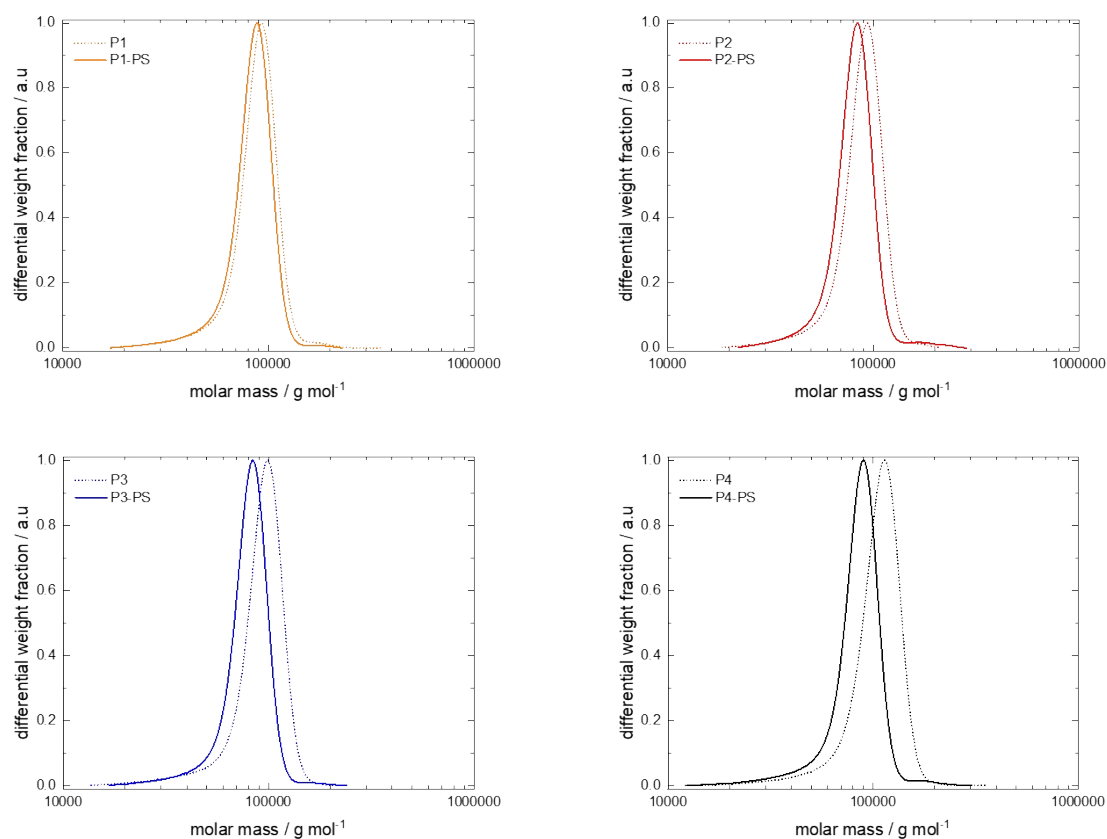 P1
P1-PS
1.0
0.8
0.6
0.4
0.2
0.0
differential weight fraction / a.u
10000
100000
1000000
molar mass / g mol⁻¹
P2
P2-PS
1.0
0.8
0.6
0.4
0.2
0.0
differential weight fraction / a.u
10000
100000
1000000
molar mass / g mol⁻¹
P3
P3-PS
1.0
0.8
0.6
0.4
0.2
0.0
differential weight fraction / a.u
10000
100000
1000000
molar mass / g mol⁻¹
P4
P4-PS
1.0
0.8
0.6
0.4
0.2
0.0
differential weight fraction / a.u
10000
100000
1000000
molar mass / g mol⁻¹